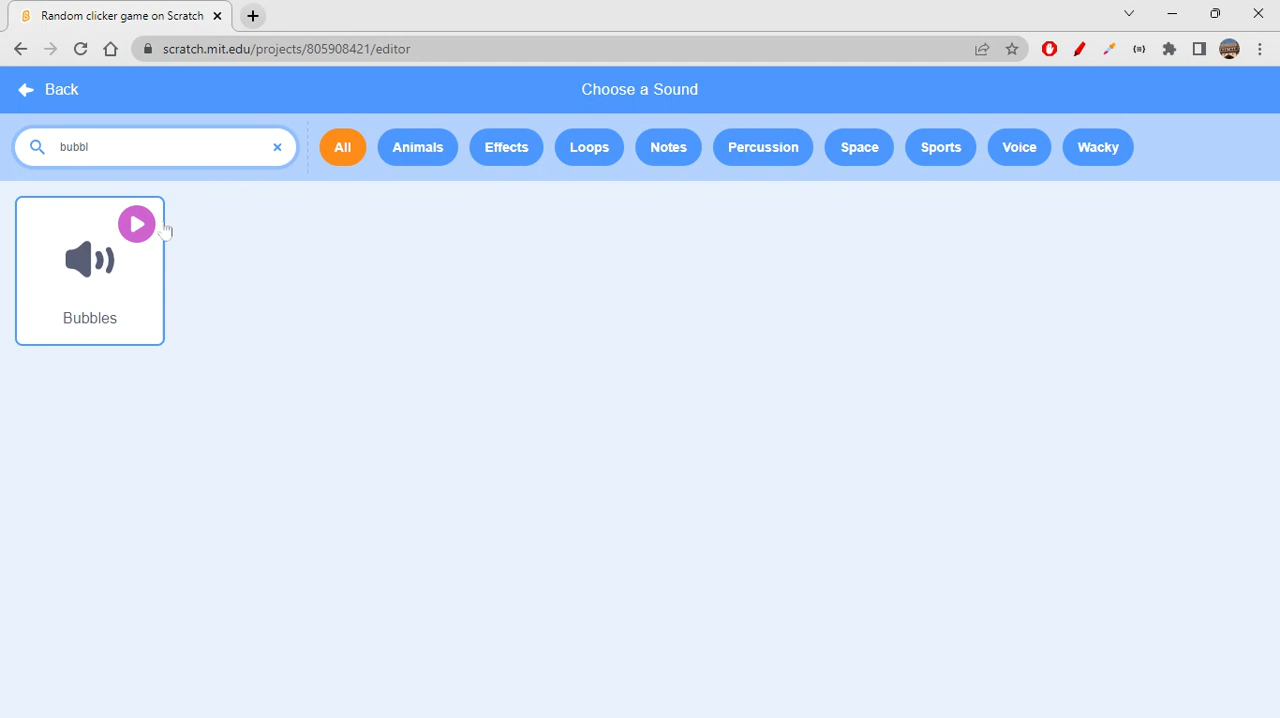 Random clicker game on Scratch
scratch.mit.edu/projects/805908421/editor
Back
Choose a Sound
bubbl
All
Animals
Effects
Loops
Notes
Percussion
Space
Sports
Voice
Wacky
Bubbles